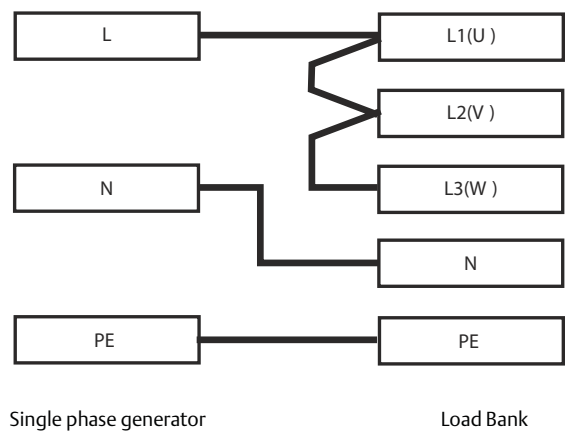 L
L1(U )
L2(V )
N
L3(W )
N
PE
PE
Single phase generator
Load Bank